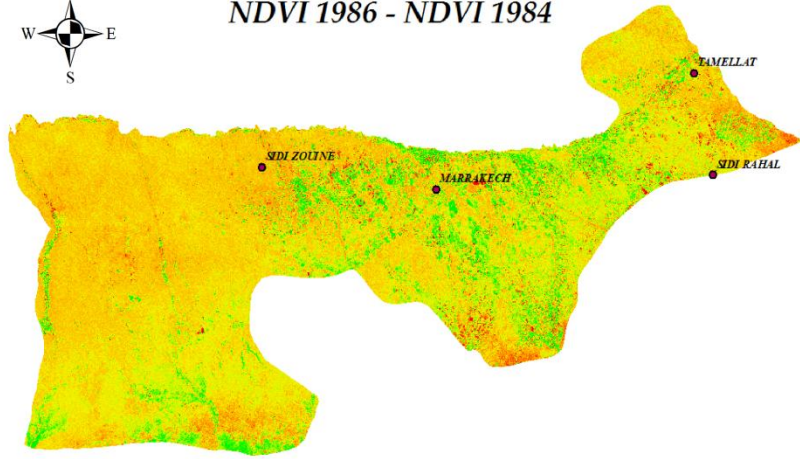 NDVI 1986 - NDVI 1984
N
W E
S
TAMELLAT
SIDI ZOUINE
SIDI RAHAL
MARRAKECH